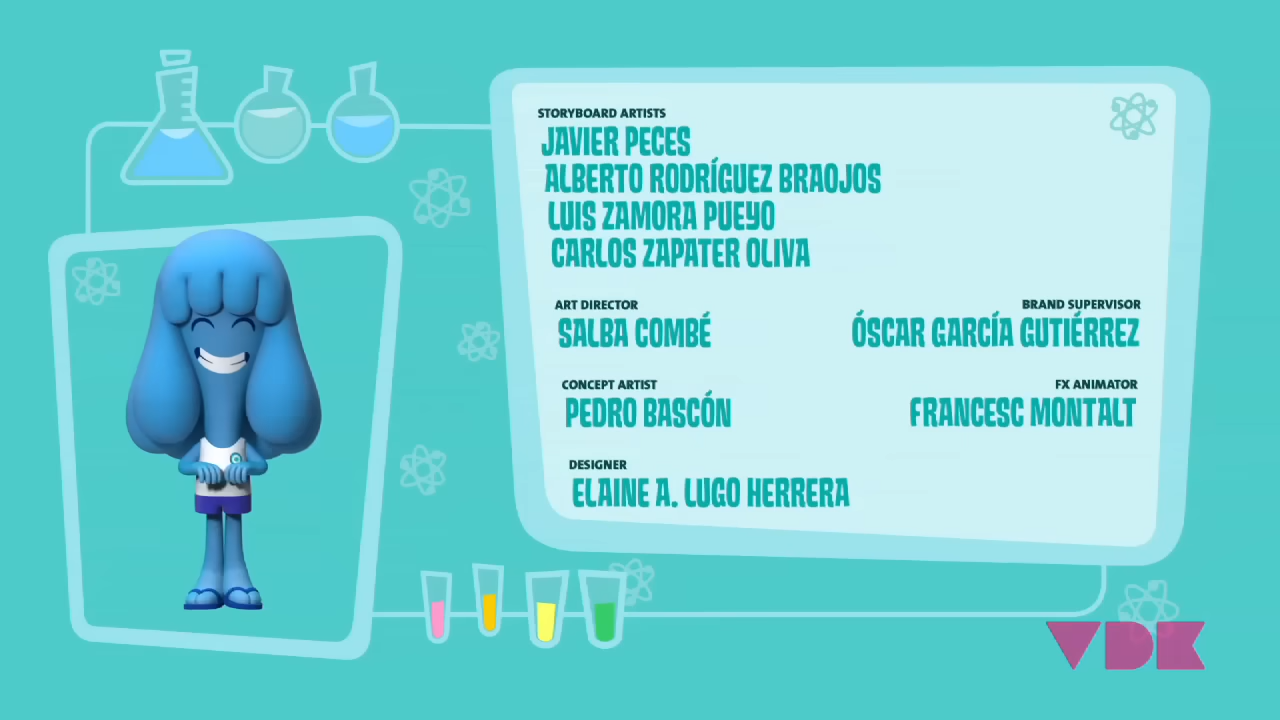 STORYBOARD ARTISTS
JAVIER PECES
ALBERTO RODRÍGUEZ BRAOJOS
LUIS ZAMORA PUEYO
CARLOS ZAPATER OLIVA
ART DIRECTOR
SALBA COMBÉ
BRAND SUPERVISOR
ÓSCAR GARCÍA GUTIÉRREZ
CONCEPT ARTIST
PEDRO BASCÓN
FX ANIMATOR
FRANCESC MONTALT
DESIGNER
ELAINE A. LUGO HERRERA
VDK